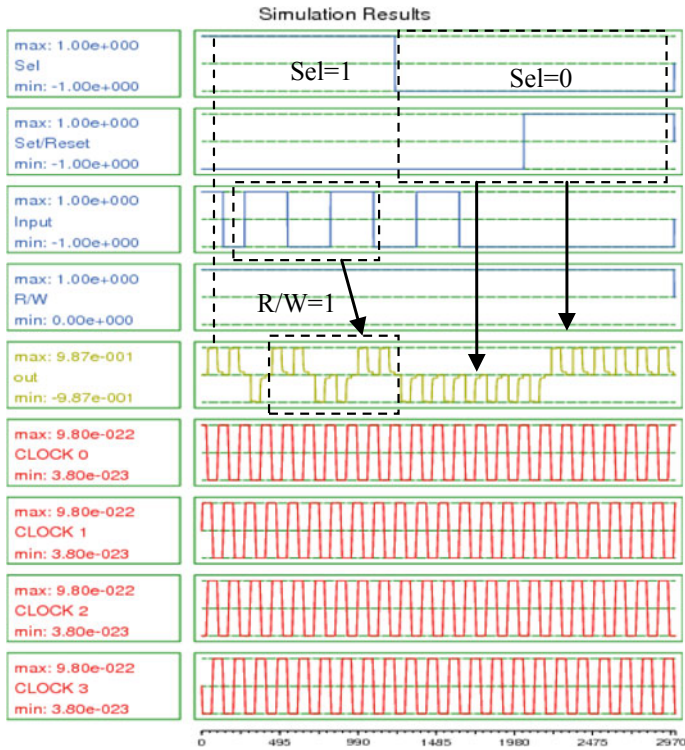 Simulation Results
max: 1.00e+000
Sel
min: -1.00e+000
Sel=1
Sel=0
max: 1.00e+000
Set/Reset
min: -1.00e+000
max: 1.00e+000
Input
min: -1.00e+000
max: 1.00e+000
R/W
min: 0.00e+000
R/W=1
max: 9.87e-001
out
min: -9.87e-001
max: 9.80e-022
CLOCK 0
min: 3.80e-023
max: 9.80e-022
CLOCK 1
min: 3.80e-023
max: 9.80e-022
CLOCK 2
min: 3.80e-023
max: 9.80e-022
CLOCK 3
min: 3.80e-023
0 495 990 1485 1980 2475 2970